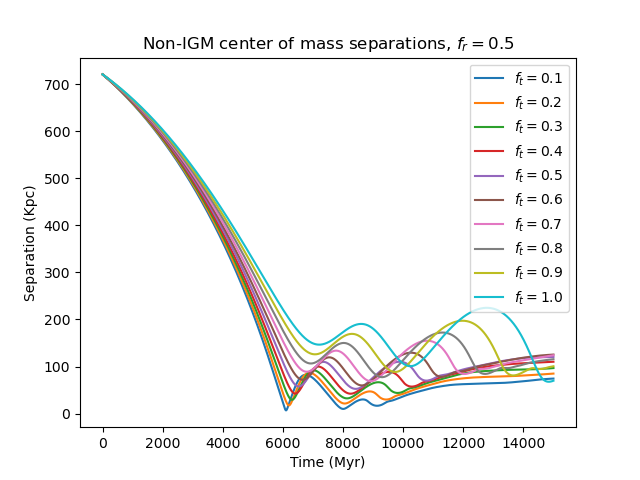 Non-IGM center of mass separations, f_r = 0.5
Separation (Kpc)
700
600
500
400
300
200
100
0
0 2000 4000 6000 8000 10000 12000 14000
Time (Myr)
f_t = 0.1
f_t = 0.2
f_t = 0.3
f_t = 0.4
f_t = 0.5
f_t = 0.6
f_t = 0.7
f_t = 0.8
f_t = 0.9
f_t = 1.0